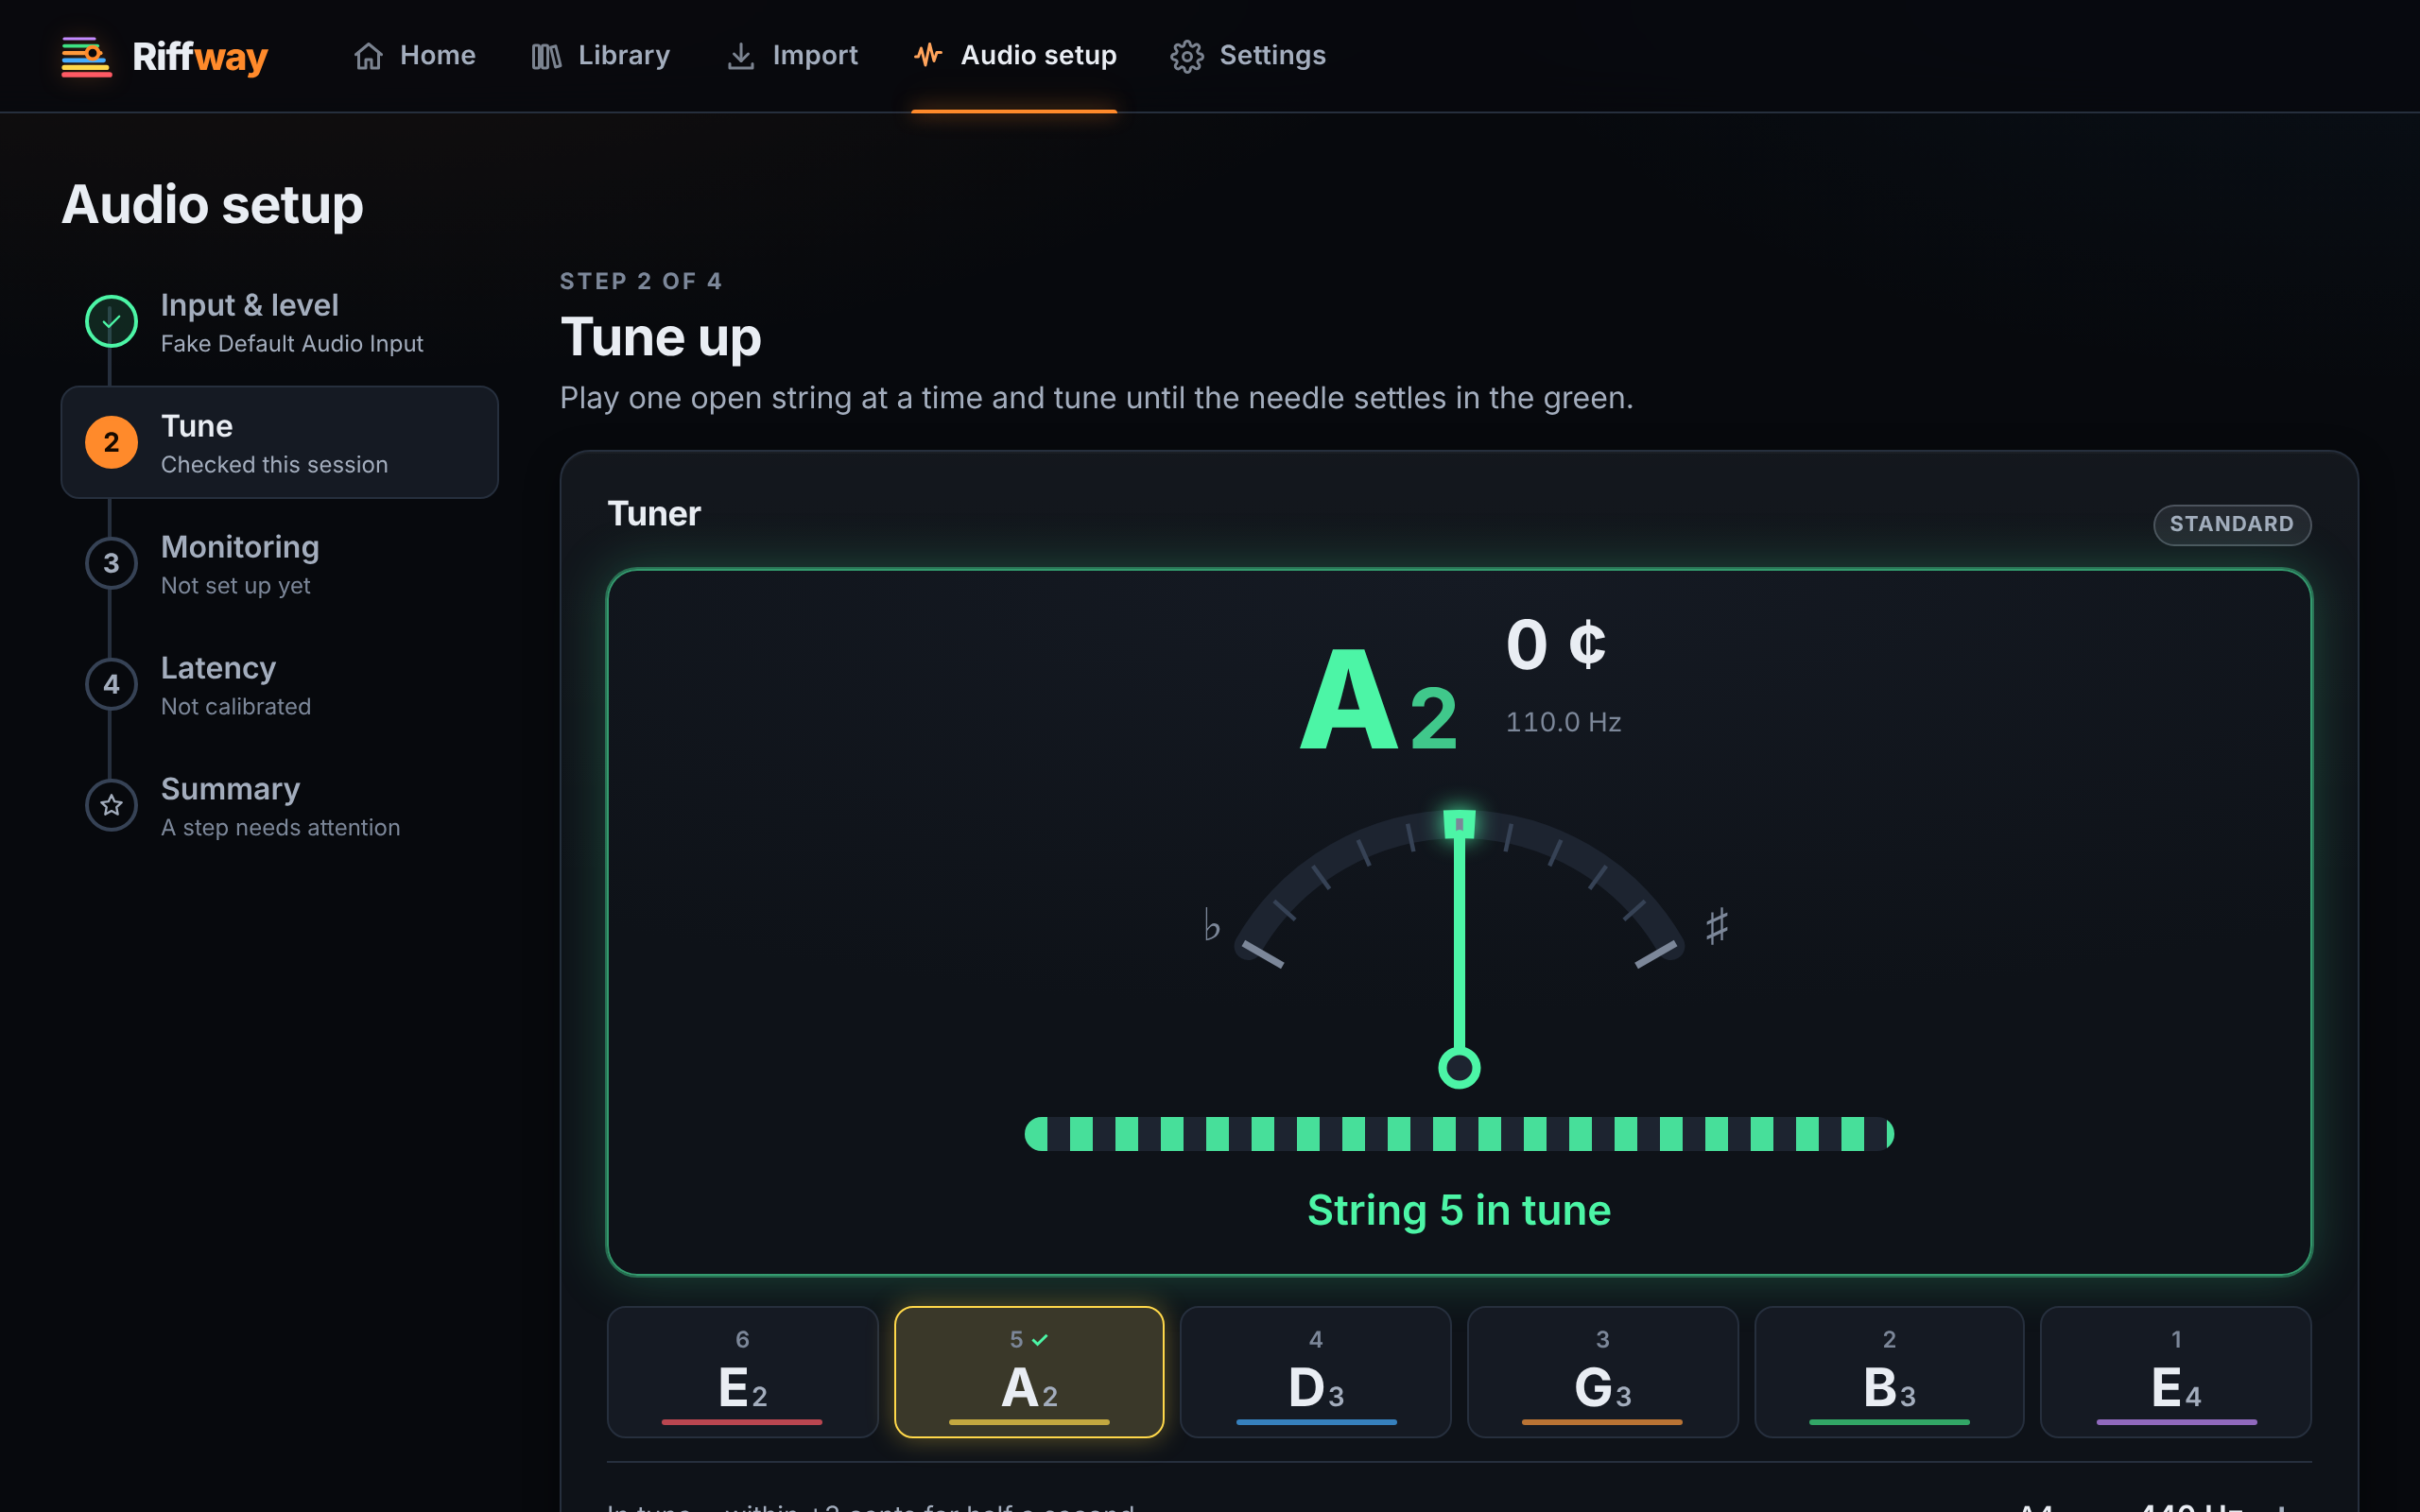 Riffway
Home
Library
Import
Audio setup
Settings
Audio setup
Input & level
Fake Default Audio Input
2
Tune
Checked this session
3
Monitoring
Not set up yet
4
Latency
Not calibrated
Summary
A step needs attention
STEP 2 OF 4
Tune up
Play one open string at a time and tune until the needle settles in the green.
Tuner
STANDARD
A2
0 ¢
110.0 Hz
♭
♯
String 5 in tune
6
E2
5
A2
4
D3
3
G3
2
B3
1
E4
440 Hz